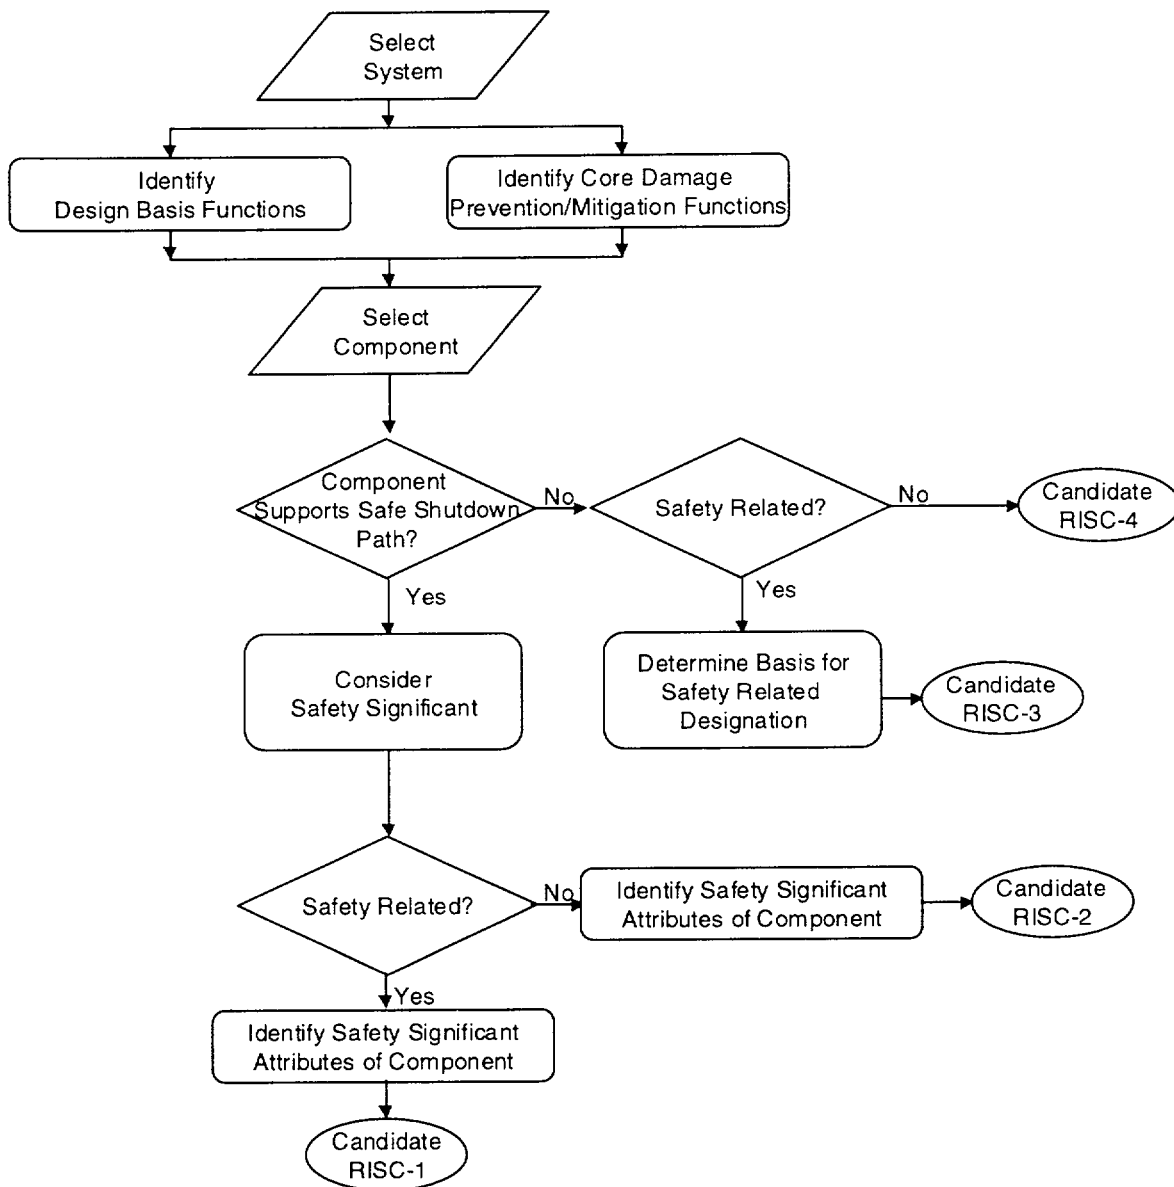 Select
System
Identify
Design Basis Functions
Identify Core Damage
Prevention/Mitigation Functions
Select
Component
Component
Supports Safe Shutdown
Path?
No
Safety Related?
No
Candidate
RISC-4
Yes
Yes
Consider
Safety Significant
Determine Basis for
Safety Related
Designation
Candidate
RISC-3
Safety Related?
No
Identify Safety Significant
Attributes of Component
Candidate
RISC-2
Yes
Identify Safety Significant
Attributes of Component
Candidate
RISC-1